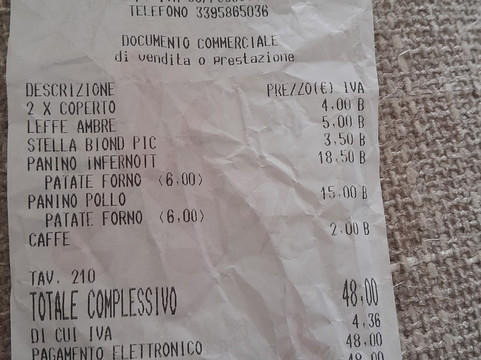 TELEFONO 3395865036
DOCUMENTO COMMERCIALE
di vendita o prestazione
DESCRIZIONE PREZZO(€) IVA
2 X COPERTO 4,00 B
LEFFE AMBRE 5,00 B
STELLA BIOND PIC 3,50 B
PANINO INFERNOTT 18,50 B
PATATE FORNO (6,00)
PANINO POLLO 15,00 B
PATATE FORNO (6,00)
CAFFE 2,00 B
TAV. 210
TOTALE COMPLESSIVO 48,00
DI CUI IVA 4,36
PAGAMENTO ELETTRONICO 48,00
48,00